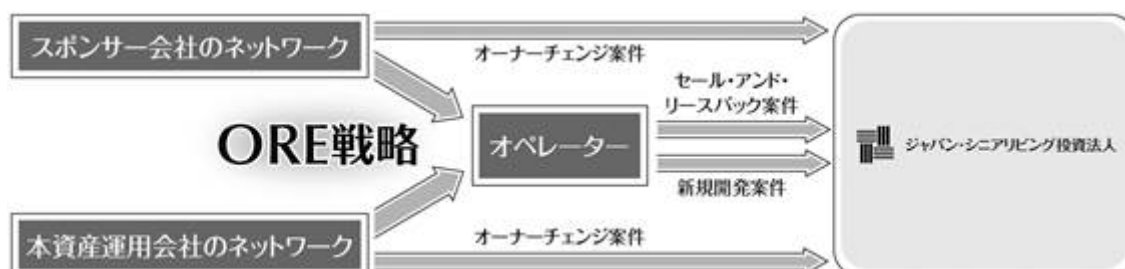 スポンサー会社のネットワーク
オーナーチェンジ案件
セール・アンド・
リースバック案件
ORE戦略
オペレーター
ジャパン・シニアリビング投資法人
新規開発案件
本資産運用会社のネットワーク
オーナーチェンジ案件